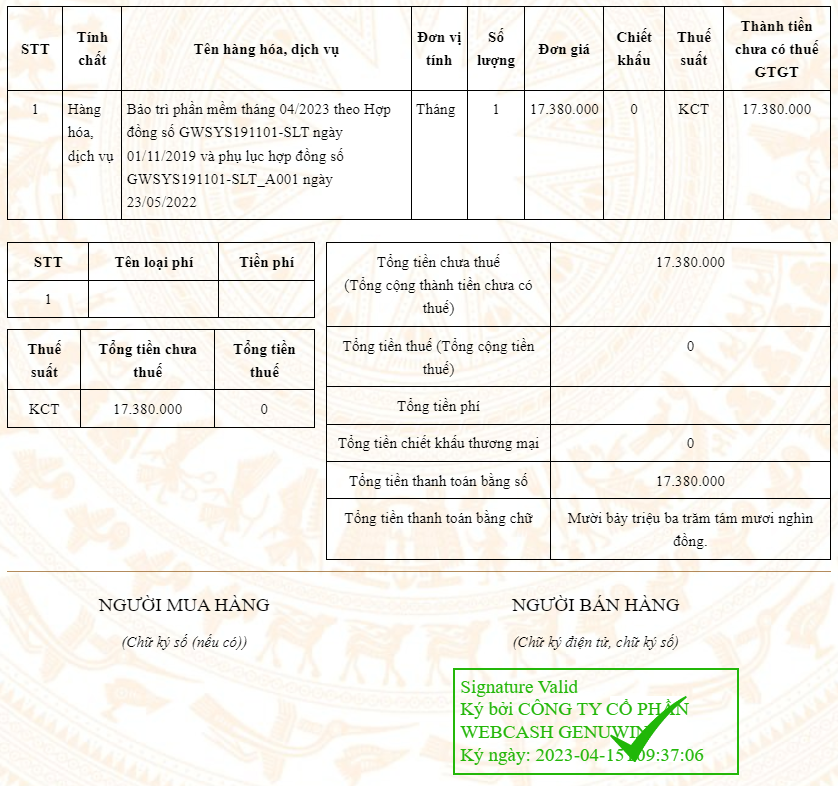 STT Tính chất Tên hàng hóa, dịch vụ Đơn vị tính Số lượng Đơn giá Chiết khấu Thuế suất Thành tiền chưa có thuế GTGT
1 Hàng hóa, dịch vụ Bảo trì phần mềm tháng 04/2023 theo Hợp đồng số GWSYS191101-SLT ngày 01/11/2019 và phụ lục hợp đồng số GWSYS191101-SLT_A001 ngày 23/05/2022 Tháng 1 17.380.000 0 KCT 17.380.000
STT Tên loại phí Tiền phí
1
Thuế suất Tổng tiền chưa thuế Tổng tiền thuế
KCT 17.380.000 0
Tổng tiền chưa thuế (Tổng cộng thành tiền chưa có thuế) 17.380.000
Tổng tiền thuế (Tổng cộng tiền thuế) 0
Tổng tiền phí
Tổng tiền chiết khấu thương mại 0
Tổng tiền thanh toán bằng số 17.380.000
Tổng tiền thanh toán bằng chữ Mười bảy triệu ba trăm tám mươi nghìn đồng.
NGƯỜI MUA HÀNG
(Chữ ký số (nếu có))
NGƯỜI BÁN HÀNG
(Chữ ký điện tử, chữ ký số)
Signature Valid
Ký bởi CÔNG TY CỔ PHẦN
WEBCASH GENUWIN
Ký ngày: 2023-04-15T09:37:06